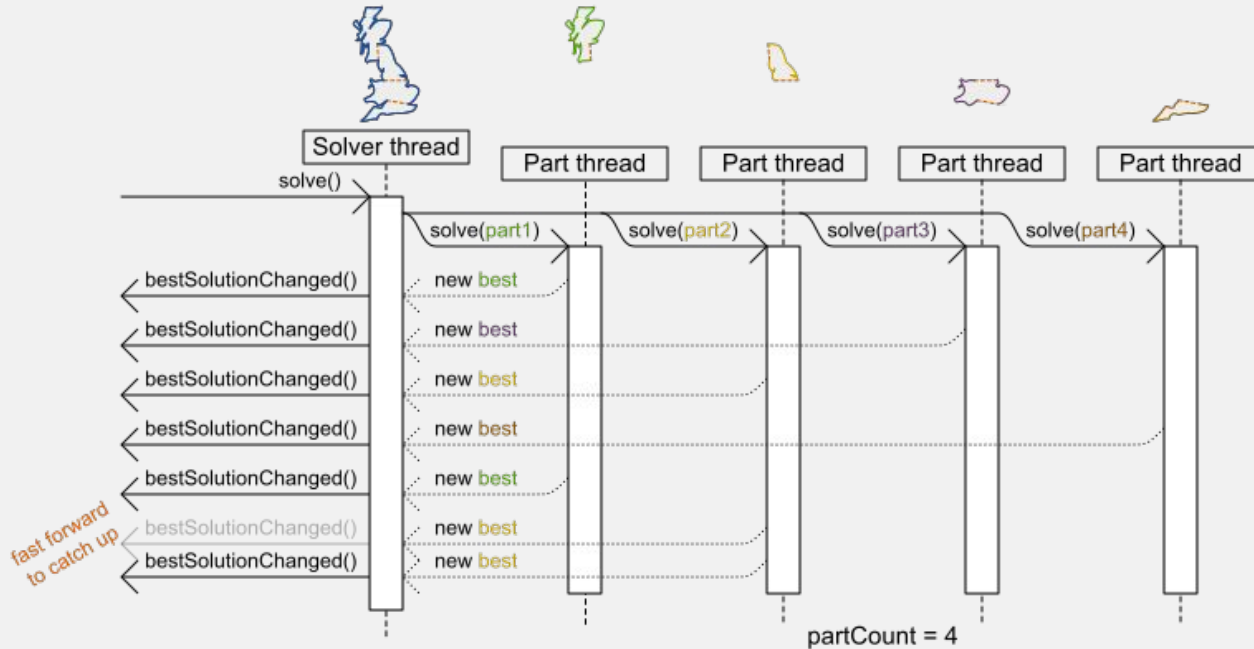 Solver thread
Part thread
Part thread
Part thread
Part thread
solve()
solve(part1)
solve(part2)
solve(part3)
solve(part4)
bestSolutionChanged()
new best
bestSolutionChanged()
new best
bestSolutionChanged()
new best
bestSolutionChanged()
new best
bestSolutionChanged()
new best
fast forward
to catch up
bestSolutionChanged()
new best
bestSolutionChanged()
new best
partCount = 4